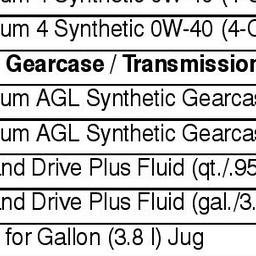 um 4 Synthetic 0W-40 (4-
Gearcase / Transmission
um AGL Synthetic Gearcas
um AGL Synthetic Gearcas
nd Drive Plus Fluid (qt./.95
nd Drive Plus Fluid (gal./3.
for Gallon (3.8 l) Jug